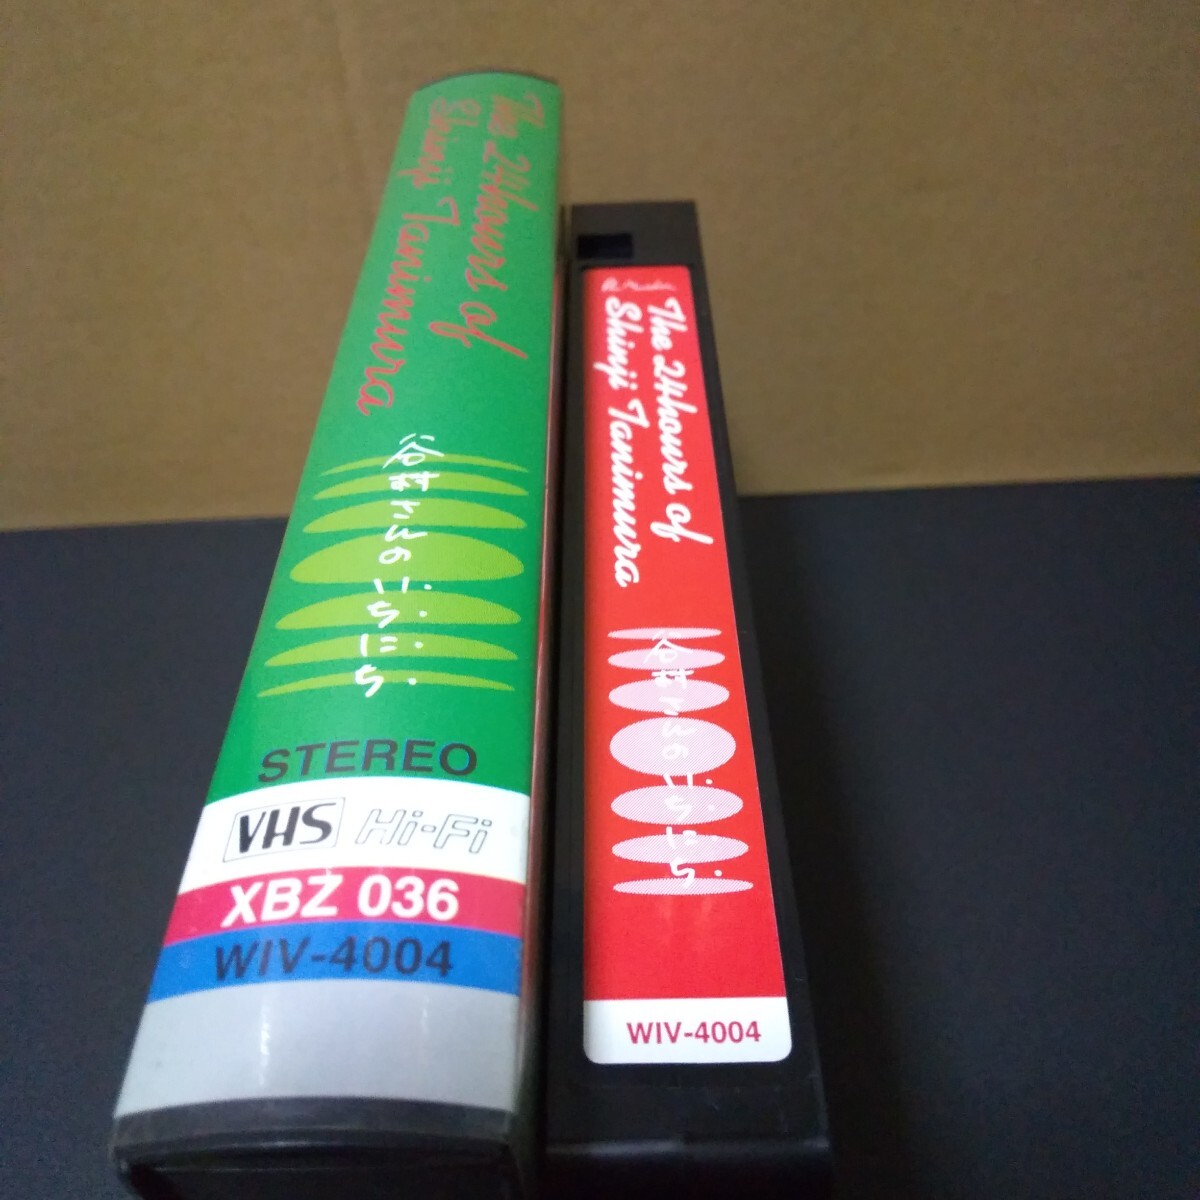 The 24hours of
Shinji Tanimura
谷村さんのいちにち
STEREO
VHS Hi-Fi
XBZ 036
WIV-4004
The 24hours of
Shinji Tanimura
谷村さんのいちにち
WIV-4004